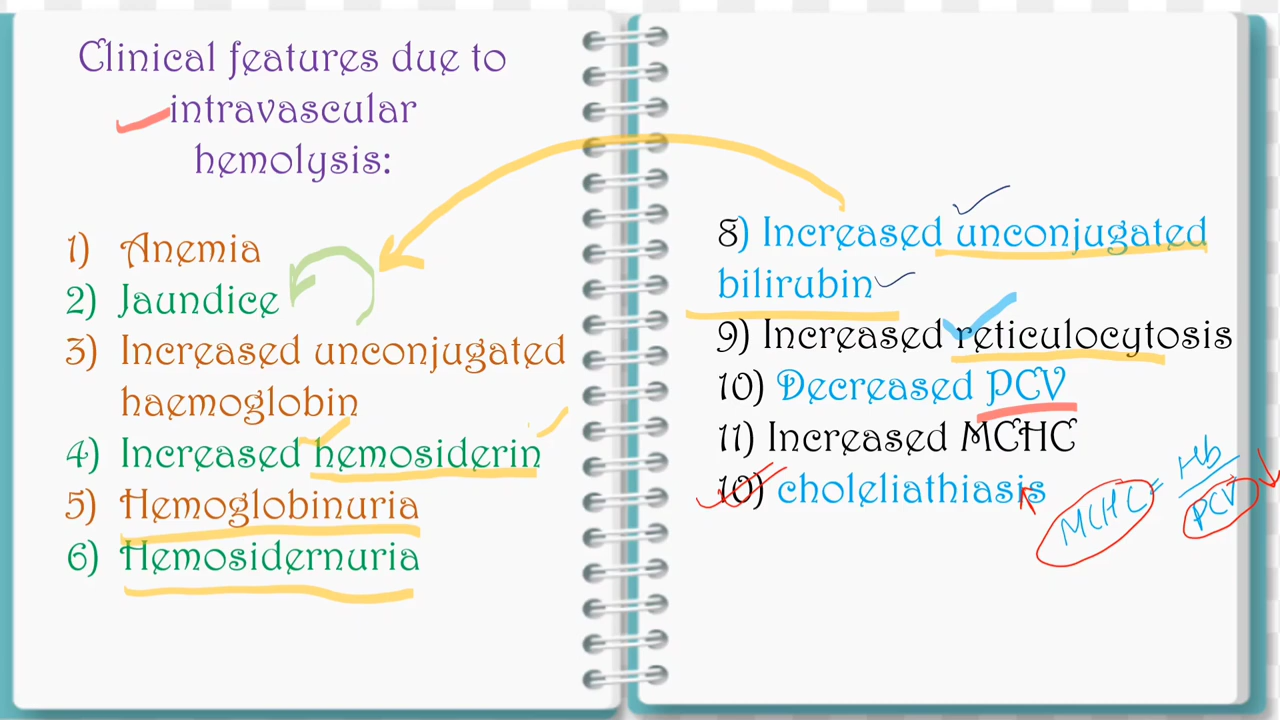 Clinical features due to
intravascular
hemolysis:
1) Anemia
2) Jaundice
3) Increased unconjugated
haemoglobin
4) Increased hemosiderin
5) Hemoglobinuria
6) Hemosidernuria
8) Increased unconjugated
bilirubin
9) Increased reticulocytosis
10) Decreased PCV
11) Increased MCHC
10) choleliathiasis
MCHC = Hb
PCV